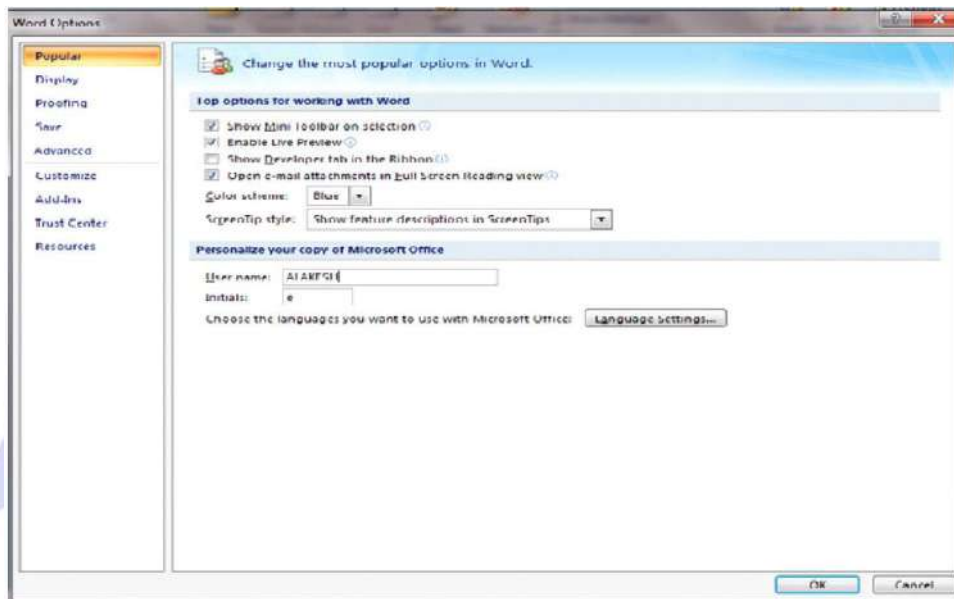 Word Options
Popular
Display
Proofing
Save
Advanced
Customize
Add-Ins
Trust Center
Resources
Change the most popular options in Word.
Top options for working with Word
Show Mini Toolbar on selection
Enable Live Preview
Show Developer tab in the Ribbon
Open e-mail attachments in Full Screen Reading view
Color scheme: Blue
ScreenTip style: Show feature descriptions in ScreenTips
Personalize your copy of Microsoft Office
User name: ALAKESH
Initials: e
Choose the languages you want to use with Microsoft Office: Language Settings...
OK Cancel